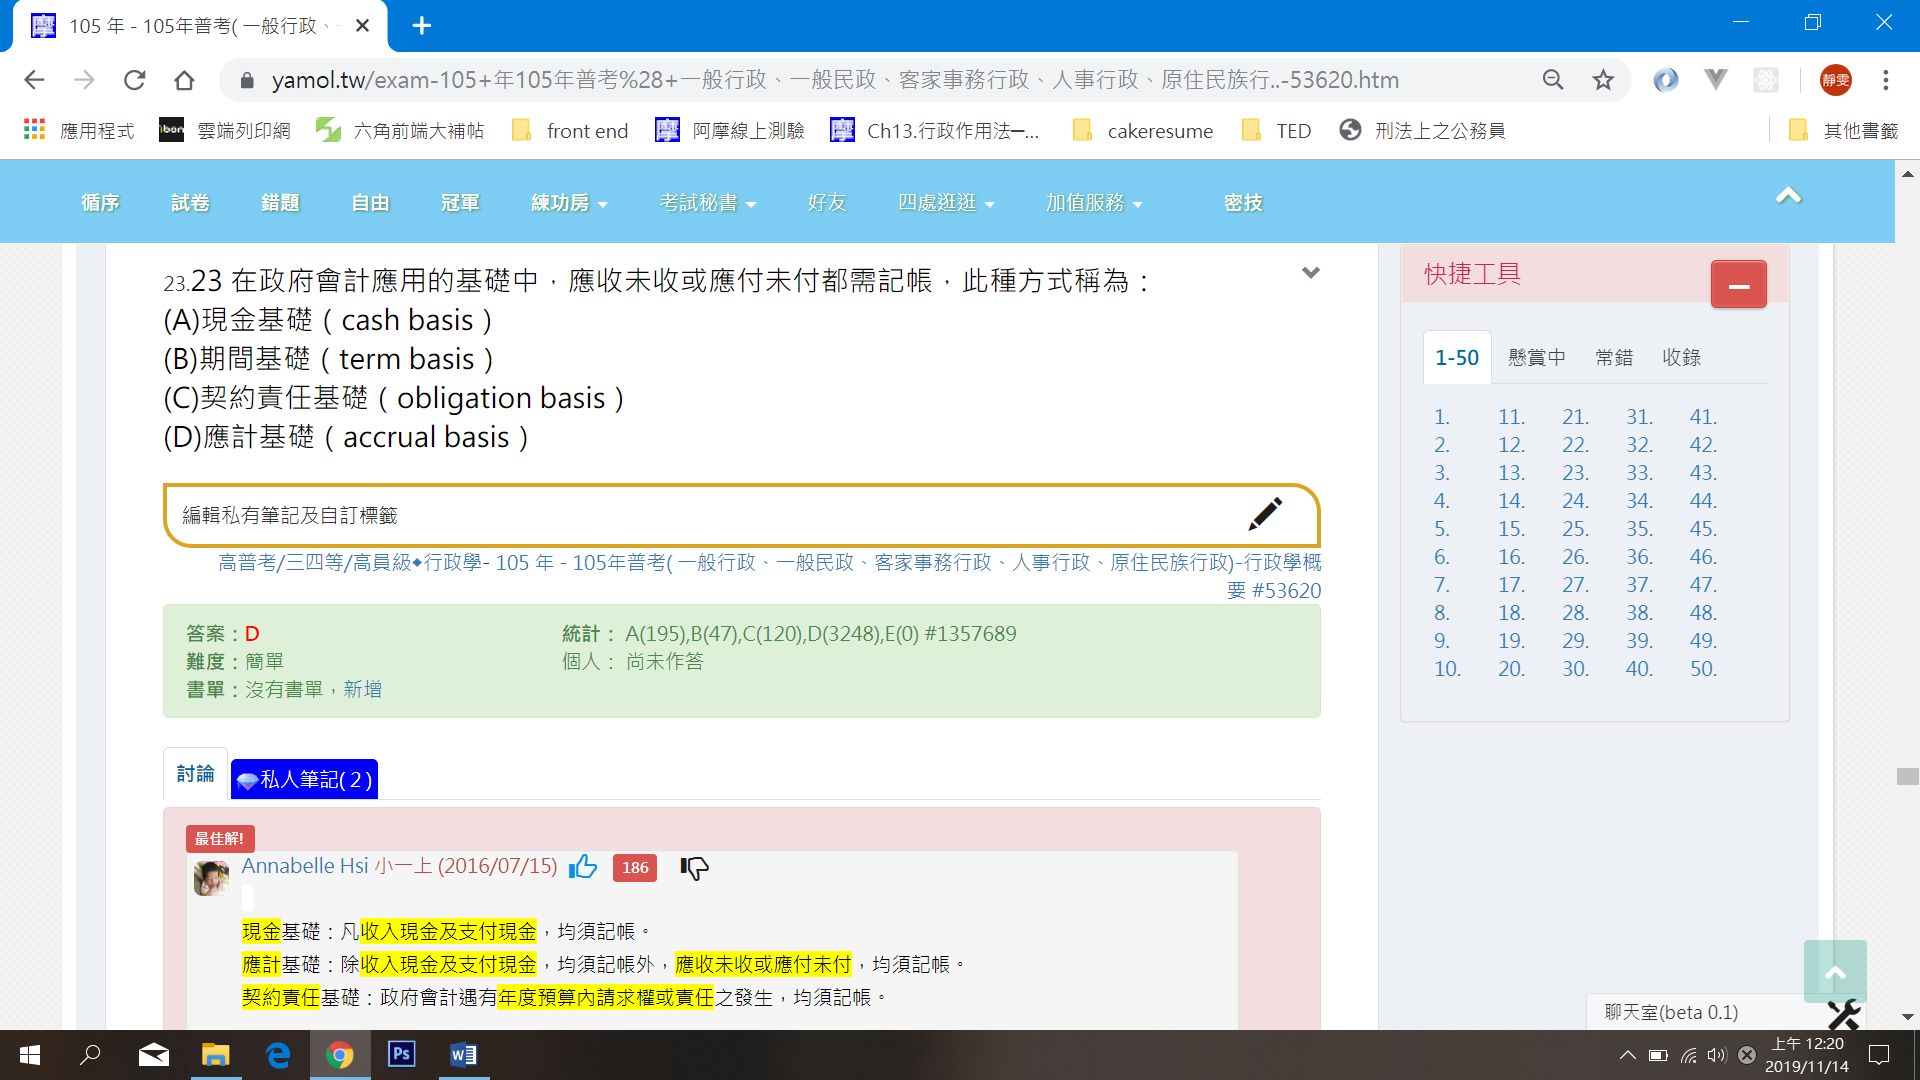 105 年 - 105年普考( 一般行政、
yamol.tw/exam-105+年105年普考%28+一般行政、一般民政、客家事務行政、人事行政、原住民族行..-53620.htm
靜雯
應用程式
ibon
雲端列印網
六角前端大補帖
front end
阿摩線上測驗
Ch13.行政作用法─...
cakeresume
TED
刑法上之公務員
其他書籤
循序
試卷
錯題
自由
冠軍
練功房
考試秘書
好友
四處逛逛
加值服務
密技
23.23 在政府會計應用的基礎中，應收未收或應付未付都需記帳，此種方式稱為：
(A)現金基礎（cash basis）
(B)期間基礎（term basis）
(C)契約責任基礎（obligation basis）
(D)應計基礎（accrual basis）
編輯私有筆記及自訂標籤
高普考/三四等/高員級◆行政學- 105 年 - 105年普考( 一般行政、一般民政、客家事務行政、人事行政、原住民族行政)-行政學概
要 #53620
答案：D
統計： A(195),B(47),C(120),D(3248),E(0) #1357689
難度：簡單
個人： 尚未作答
書單：沒有書單，新增
討論
私人筆記( 2 )
最佳解!
Annabelle Hsi 小一上 (2016/07/15)
186
現金基礎：凡收入現金及支付現金，均須記帳。
應計基礎：除收入現金及支付現金，均須記帳外，應收未收或應付未付，均須記帳。
契約責任基礎：政府會計遇有年度預算內請求權或責任之發生，均須記帳。
快捷工具
1-50
懸賞中
常錯
收錄
1. 11. 21. 31. 41.
2. 12. 22. 32. 42.
3. 13. 23. 33. 43.
4. 14. 24. 34. 44.
5. 15. 25. 35. 45.
6. 16. 26. 36. 46.
7. 17. 27. 37. 47.
8. 18. 28. 38. 48.
9. 19. 29. 39. 49.
10. 20. 30. 40. 50.
聊天室(beta 0.1)
Ps
上午 12:20
2019/11/14